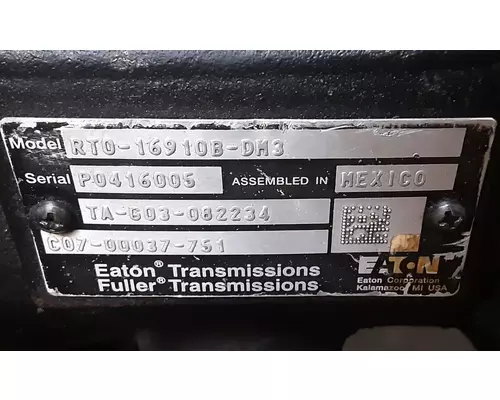 Model RTO-16910B-DM3
Serial P0416005 ASSEMBLED IN MEXICO
TA-G03-082234
C07-00037-751
Eaton® Transmissions
Fuller® Transmissions
EATON
Eaton Corporation
Kalamazoo, MI USA